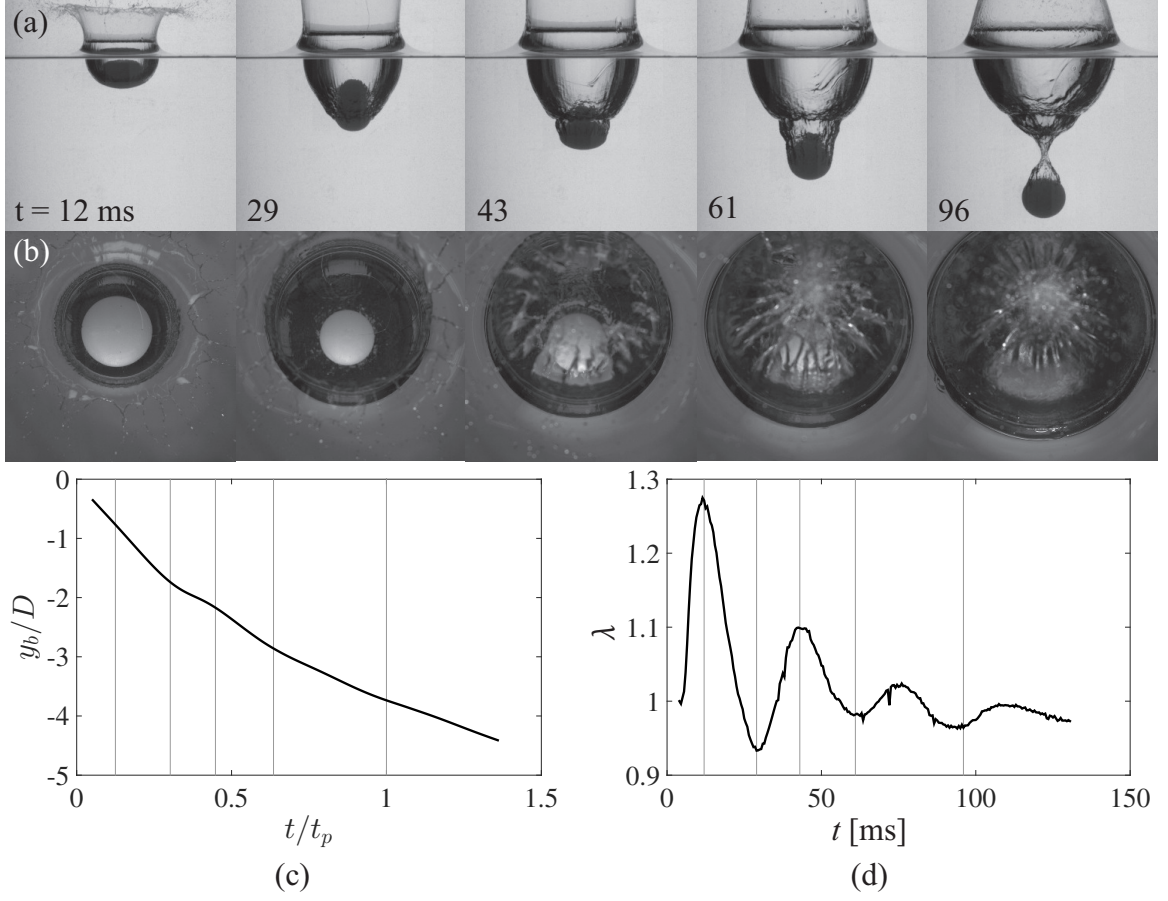 (a)
t = 12 ms 29 43 61 96
(b)
0 1.3
-1
1.2
-2
y_b/D λ 1.1
-3
1
-4
-5 0.9
0 0.5 1 1.5 0 50 100 150
t/t_p t [ms]
(c) (d)